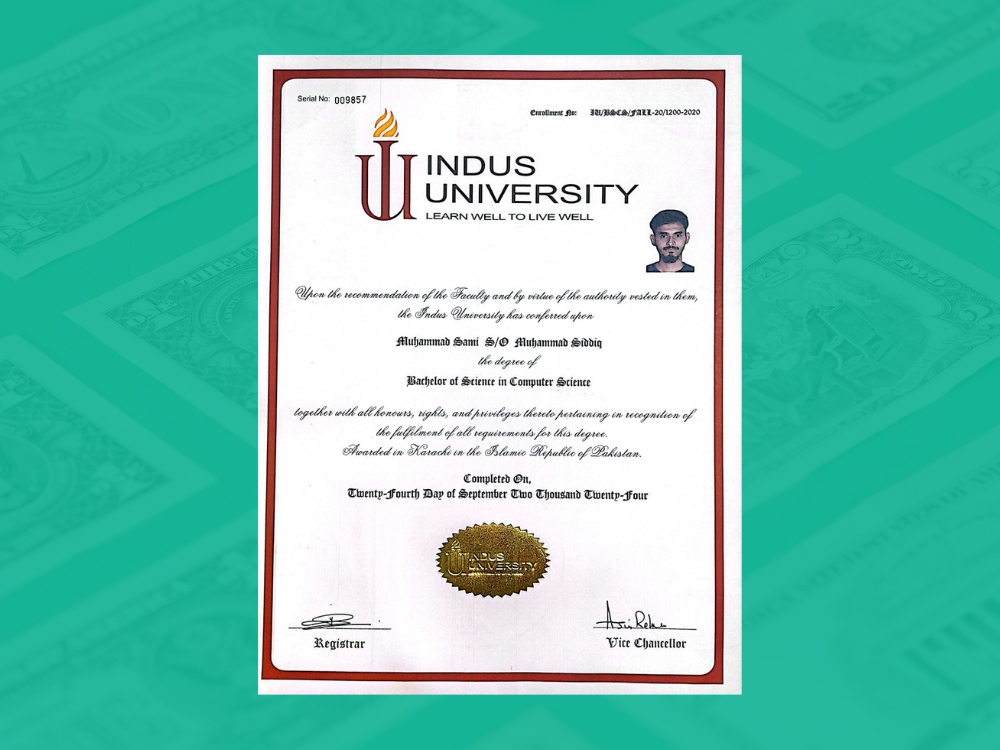 Serial No: 009857
Enrollment No: IU/BSCS/FALL-20/1200-2020
INDUS
UNIVERSITY
LEARN WELL TO LIVE WELL
Upon the recommendation of the Faculty and by virtue of the authority vested in them,
the Indus University has conferred upon
Muhammad Sami S/O Muhammad Siddiq
the degree of
Bachelor of Science in Computer Science
together with all honours, rights, and privileges thereto pertaining in recognition of
the fulfilment of all requirements for this degree.
Awarded in Karachi in the Islamic Republic of Pakistan.
Completed On,
Twenty-Fourth Day of September Two Thousand Twenty-Four
INDUS
UNIVERSITY
Registrar
Vice Chancellor